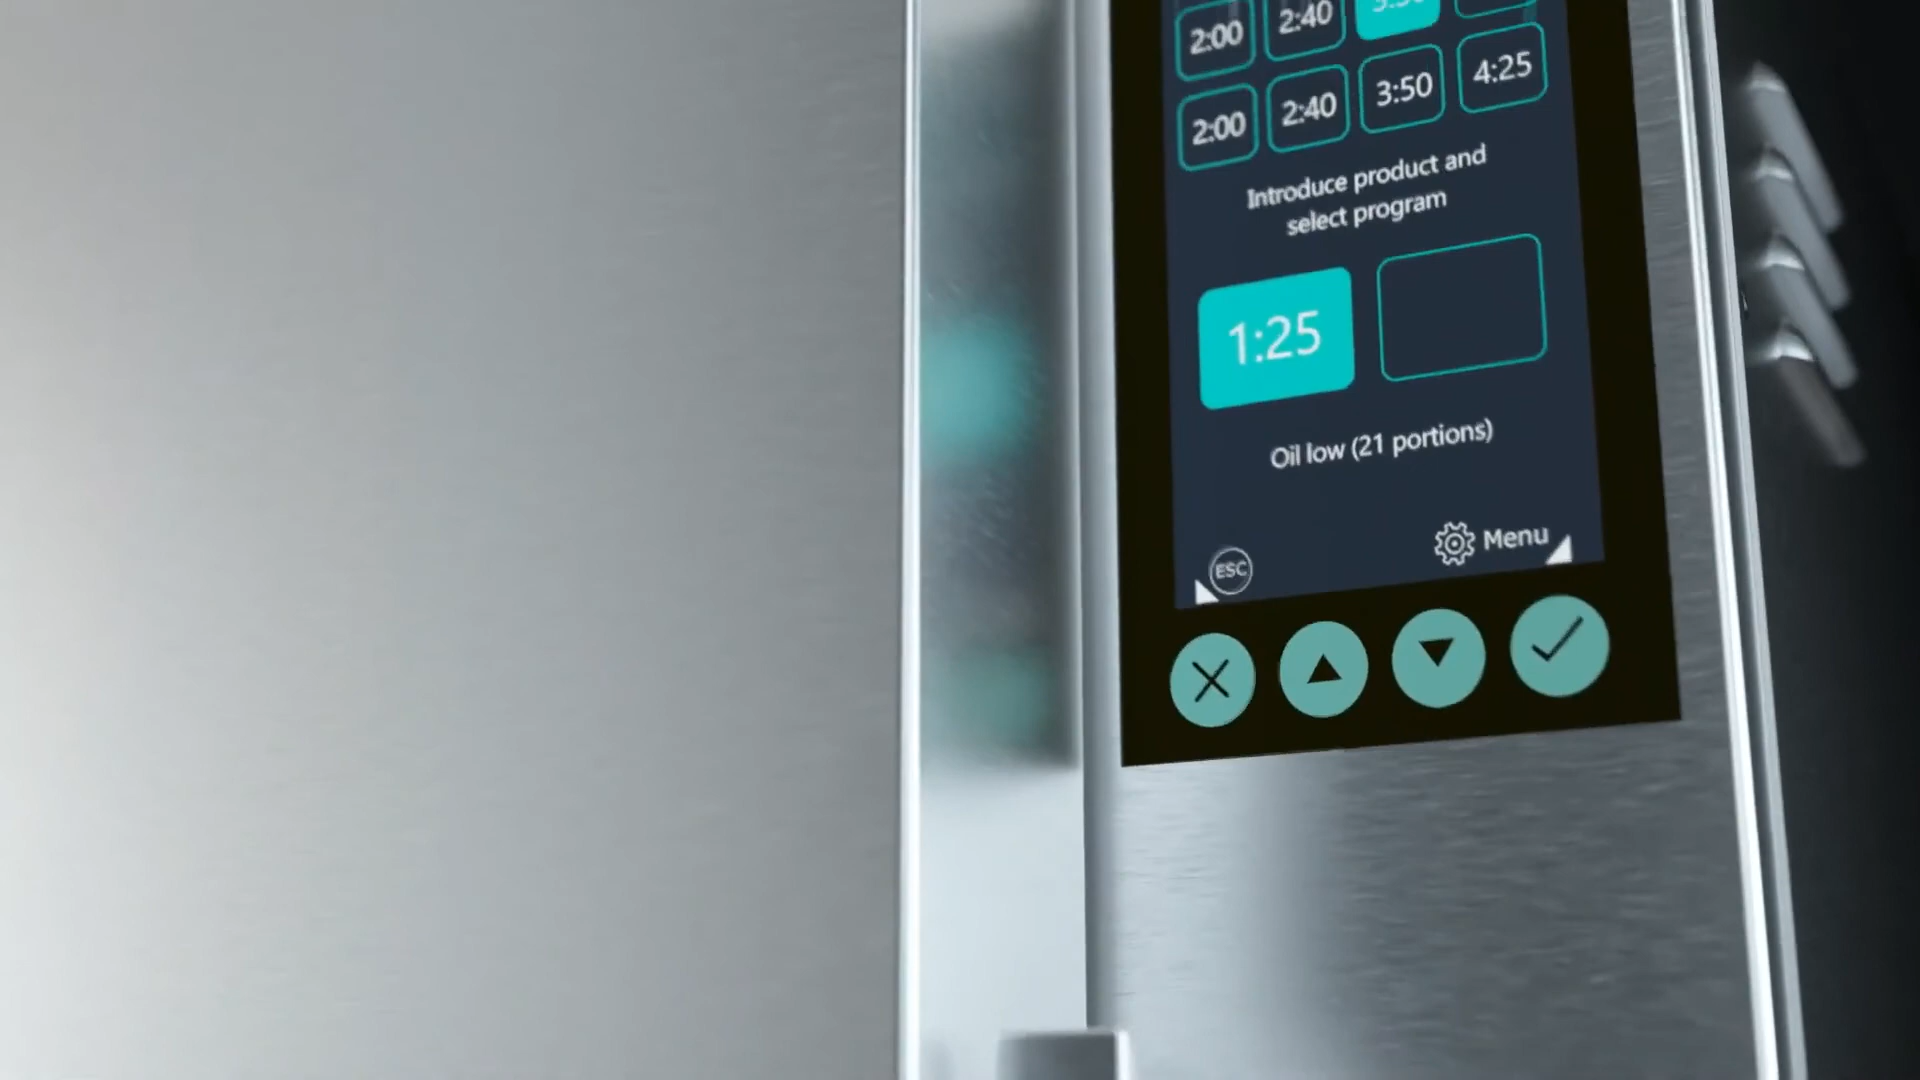 2:00 2:40
2:00 2:40 3:50 4:25
Introduce product and
select program
1:25
Oil low (21 portions)
ESC Menu